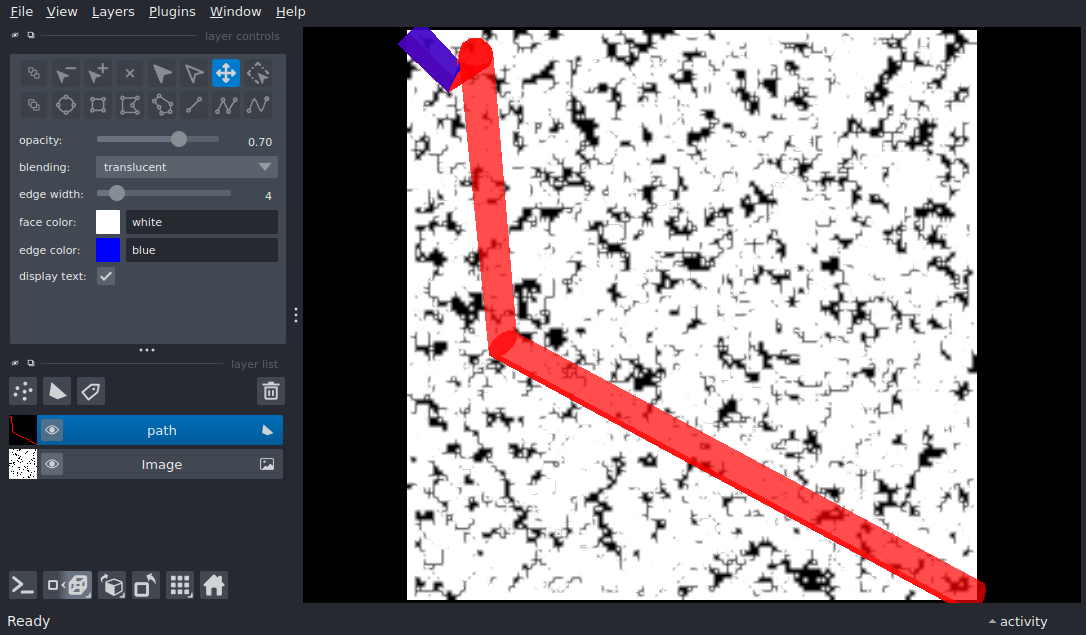 File View Layers Plugins Window Help
layer controls
opacity: 0.70
blending: translucent
edge width: 4
face color: white
edge color: blue
display text:
layer list
path
Image
Ready activity